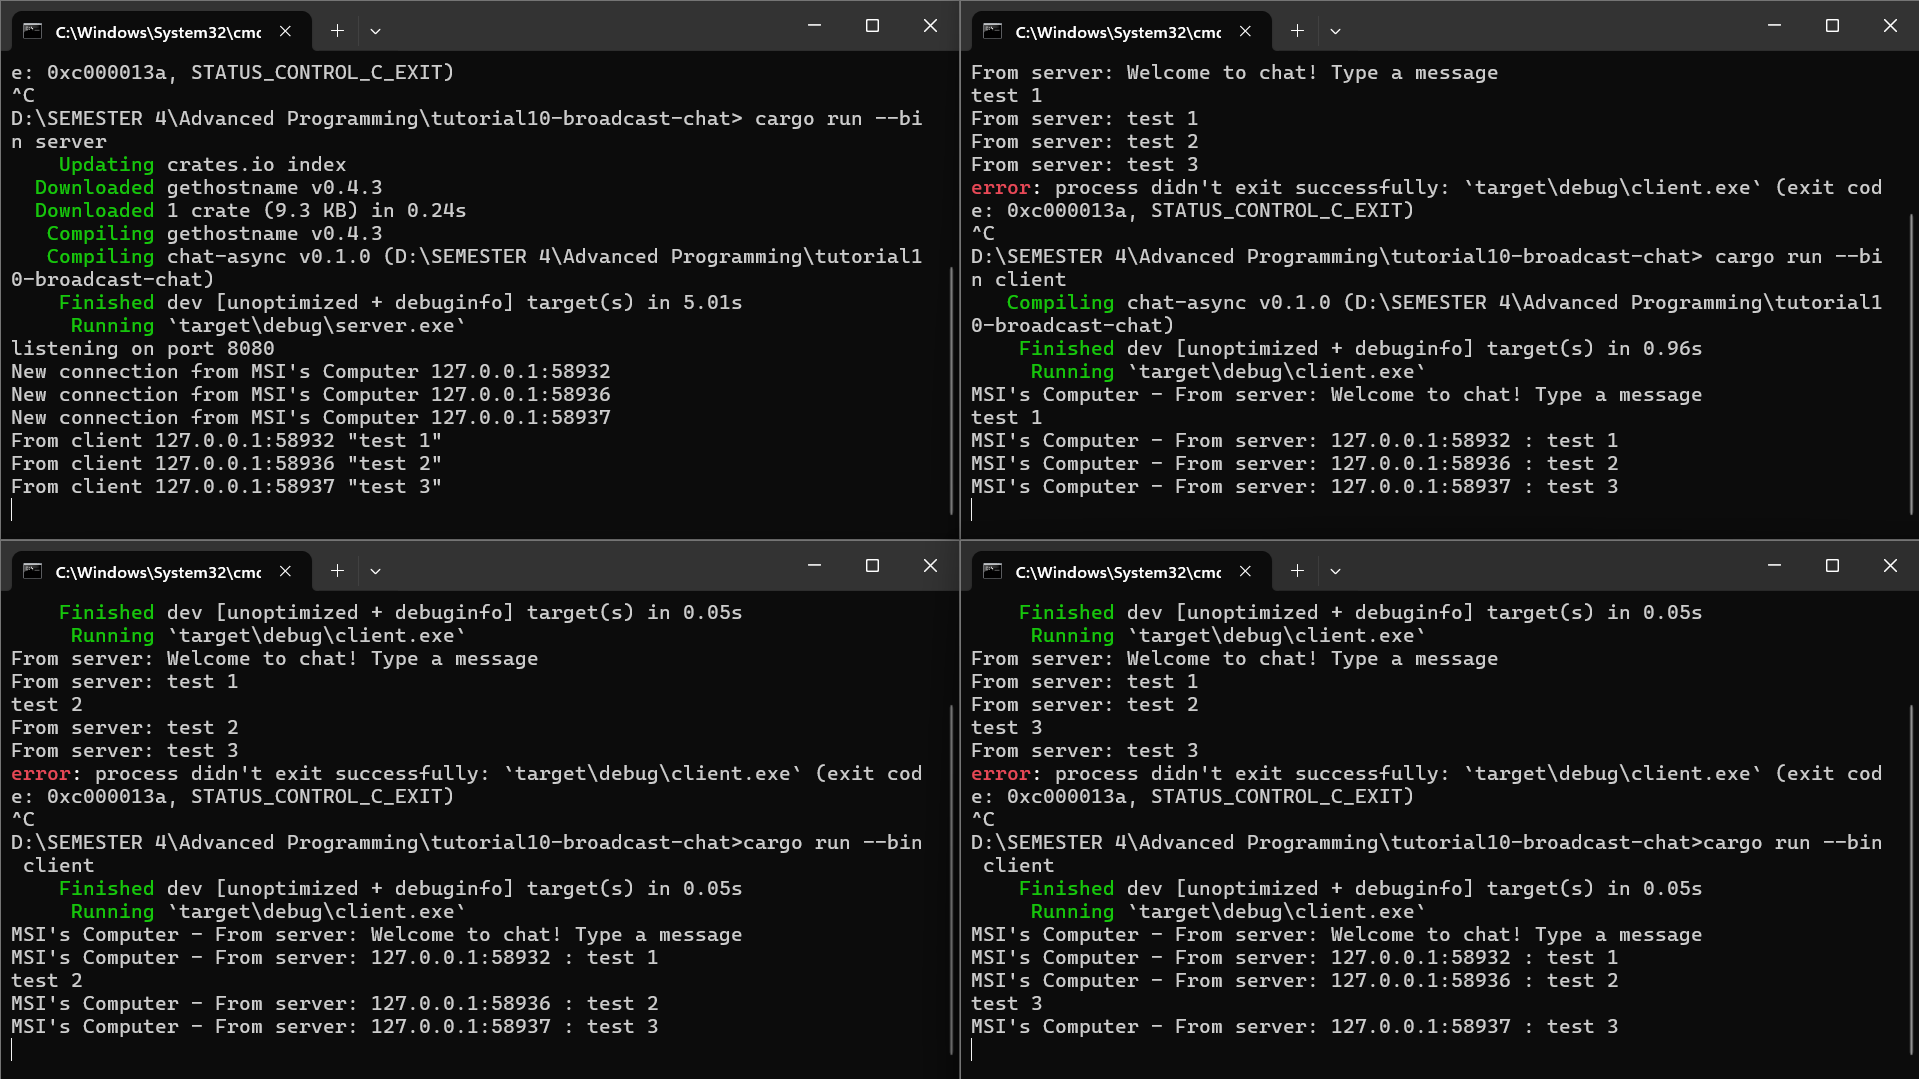 C:\Windows\System32\cmd
e: 0xc000013a, STATUS_CONTROL_C_EXIT)
^C
D:\SEMESTER 4\Advanced Programming\tutorial10-broadcast-chat> cargo run --bi
n server
    Updating crates.io index
  Downloaded gethostname v0.4.3
  Downloaded 1 crate (9.3 KB) in 0.24s
   Compiling gethostname v0.4.3
   Compiling chat-async v0.1.0 (D:\SEMESTER 4\Advanced Programming\tutorial1
0-broadcast-chat)
    Finished dev [unoptimized + debuginfo] target(s) in 5.01s
     Running `target\debug\server.exe`
listening on port 8080
New connection from MSI's Computer 127.0.0.1:58932
New connection from MSI's Computer 127.0.0.1:58936
New connection from MSI's Computer 127.0.0.1:58937
From client 127.0.0.1:58932 "test 1"
From client 127.0.0.1:58936 "test 2"
From client 127.0.0.1:58937 "test 3"
C:\Windows\System32\cmd
From server: Welcome to chat! Type a message
test 1
From server: test 1
From server: test 2
From server: test 3
error: process didn't exit successfully: `target\debug\client.exe` (exit cod
e: 0xc000013a, STATUS_CONTROL_C_EXIT)
^C
D:\SEMESTER 4\Advanced Programming\tutorial10-broadcast-chat> cargo run --bi
n client
   Compiling chat-async v0.1.0 (D:\SEMESTER 4\Advanced Programming\tutorial1
0-broadcast-chat)
    Finished dev [unoptimized + debuginfo] target(s) in 0.96s
     Running `target\debug\client.exe`
MSI's Computer - From server: Welcome to chat! Type a message
test 1
MSI's Computer - From server: 127.0.0.1:58932 : test 1
MSI's Computer - From server: 127.0.0.1:58936 : test 2
MSI's Computer - From server: 127.0.0.1:58937 : test 3
C:\Windows\System32\cmd
    Finished dev [unoptimized + debuginfo] target(s) in 0.05s
     Running `target\debug\client.exe`
From server: Welcome to chat! Type a message
From server: test 1
test 2
From server: test 2
From server: test 3
error: process didn't exit successfully: `target\debug\client.exe` (exit cod
e: 0xc000013a, STATUS_CONTROL_C_EXIT)
^C
D:\SEMESTER 4\Advanced Programming\tutorial10-broadcast-chat>cargo run --bin
 client
    Finished dev [unoptimized + debuginfo] target(s) in 0.05s
     Running `target\debug\client.exe`
MSI's Computer - From server: Welcome to chat! Type a message
MSI's Computer - From server: 127.0.0.1:58932 : test 1
test 2
MSI's Computer - From server: 127.0.0.1:58936 : test 2
MSI's Computer - From server: 127.0.0.1:58937 : test 3
C:\Windows\System32\cmd
    Finished dev [unoptimized + debuginfo] target(s) in 0.05s
     Running `target\debug\client.exe`
From server: Welcome to chat! Type a message
From server: test 1
From server: test 2
test 3
From server: test 3
error: process didn't exit successfully: `target\debug\client.exe` (exit cod
e: 0xc000013a, STATUS_CONTROL_C_EXIT)
^C
D:\SEMESTER 4\Advanced Programming\tutorial10-broadcast-chat>cargo run --bin
 client
    Finished dev [unoptimized + debuginfo] target(s) in 0.05s
     Running `target\debug\client.exe`
MSI's Computer - From server: Welcome to chat! Type a message
MSI's Computer - From server: 127.0.0.1:58932 : test 1
MSI's Computer - From server: 127.0.0.1:58936 : test 2
test 3
MSI's Computer - From server: 127.0.0.1:58937 : test 3